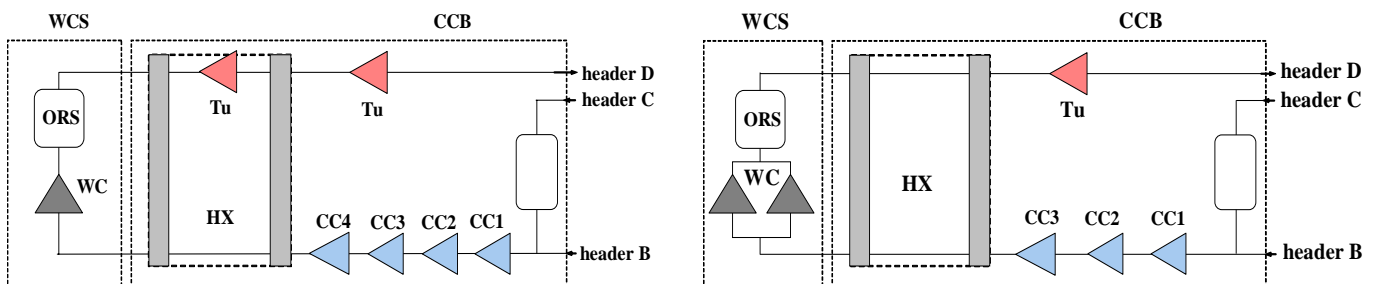 WCS
CCB
header D
Tu
Tu
header C
ORS
WC
HX
CC4
CC3
CC2
CC1
header B
WCS
CCB
header D
header C
Tu
ORS
WC
HX
CC3
CC2
CC1
header B